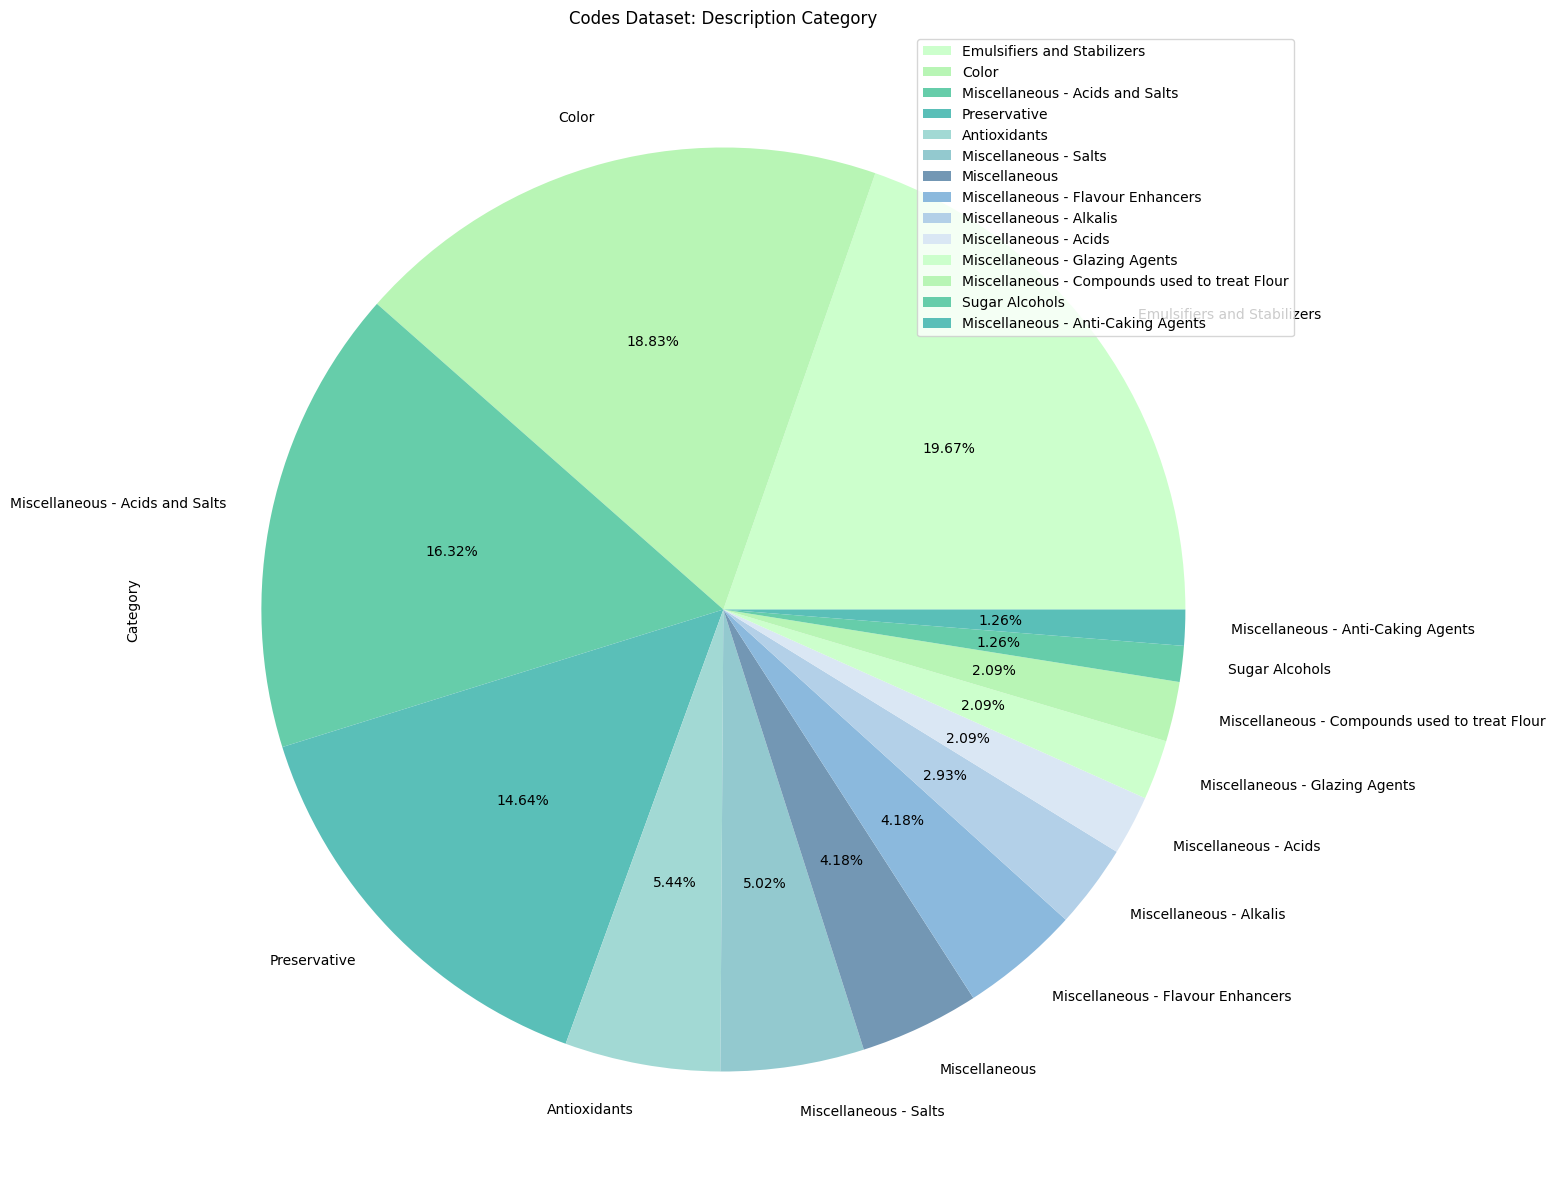 Codes Dataset: Description Category
Emulsifiers and Stabilizers
Color
Miscellaneous - Acids and Salts
Preservative
Antioxidants
Miscellaneous - Salts
Miscellaneous
Miscellaneous - Flavour Enhancers
Miscellaneous - Alkalis
Miscellaneous - Acids
Miscellaneous - Glazing Agents
Miscellaneous - Compounds used to treat Flour
Sugar Alcohols
Miscellaneous - Anti-Caking Agents
Color
Emulsifiers and Stabilizers
18.83%
19.67%
Miscellaneous - Acids and Salts
16.32%
Category
1.26%
Miscellaneous - Anti-Caking Agents
1.26%
Sugar Alcohols
2.09%
Miscellaneous - Compounds used to treat Flour
2.09%
Miscellaneous - Glazing Agents
2.09%
Miscellaneous - Acids
2.93%
Miscellaneous - Alkalis
14.64%
4.18%
Miscellaneous - Flavour Enhancers
4.18%
Miscellaneous
5.44%
5.02%
Preservative
Antioxidants
Miscellaneous - Salts